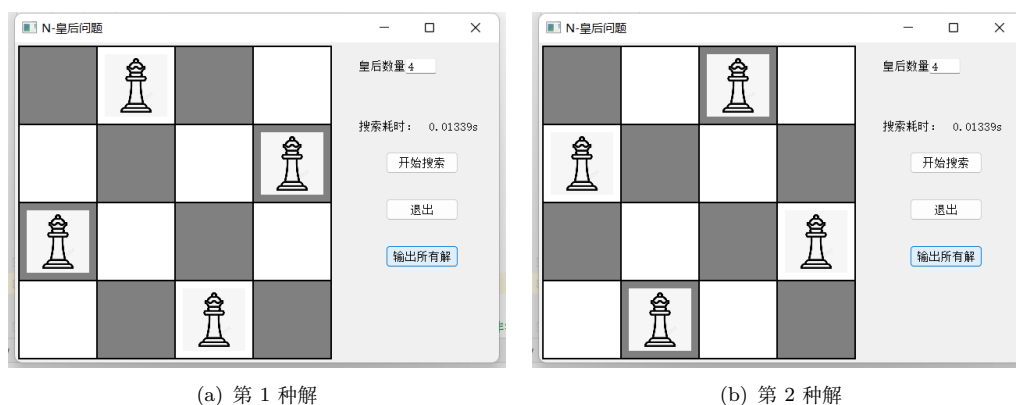 N-皇后问题
皇后数量 4
搜索耗时： 0.01339s
开始搜索
退出
输出所有解
(a) 第 1 种解
N-皇后问题
皇后数量 4
搜索耗时： 0.01339s
开始搜索
退出
输出所有解
(b) 第 2 种解